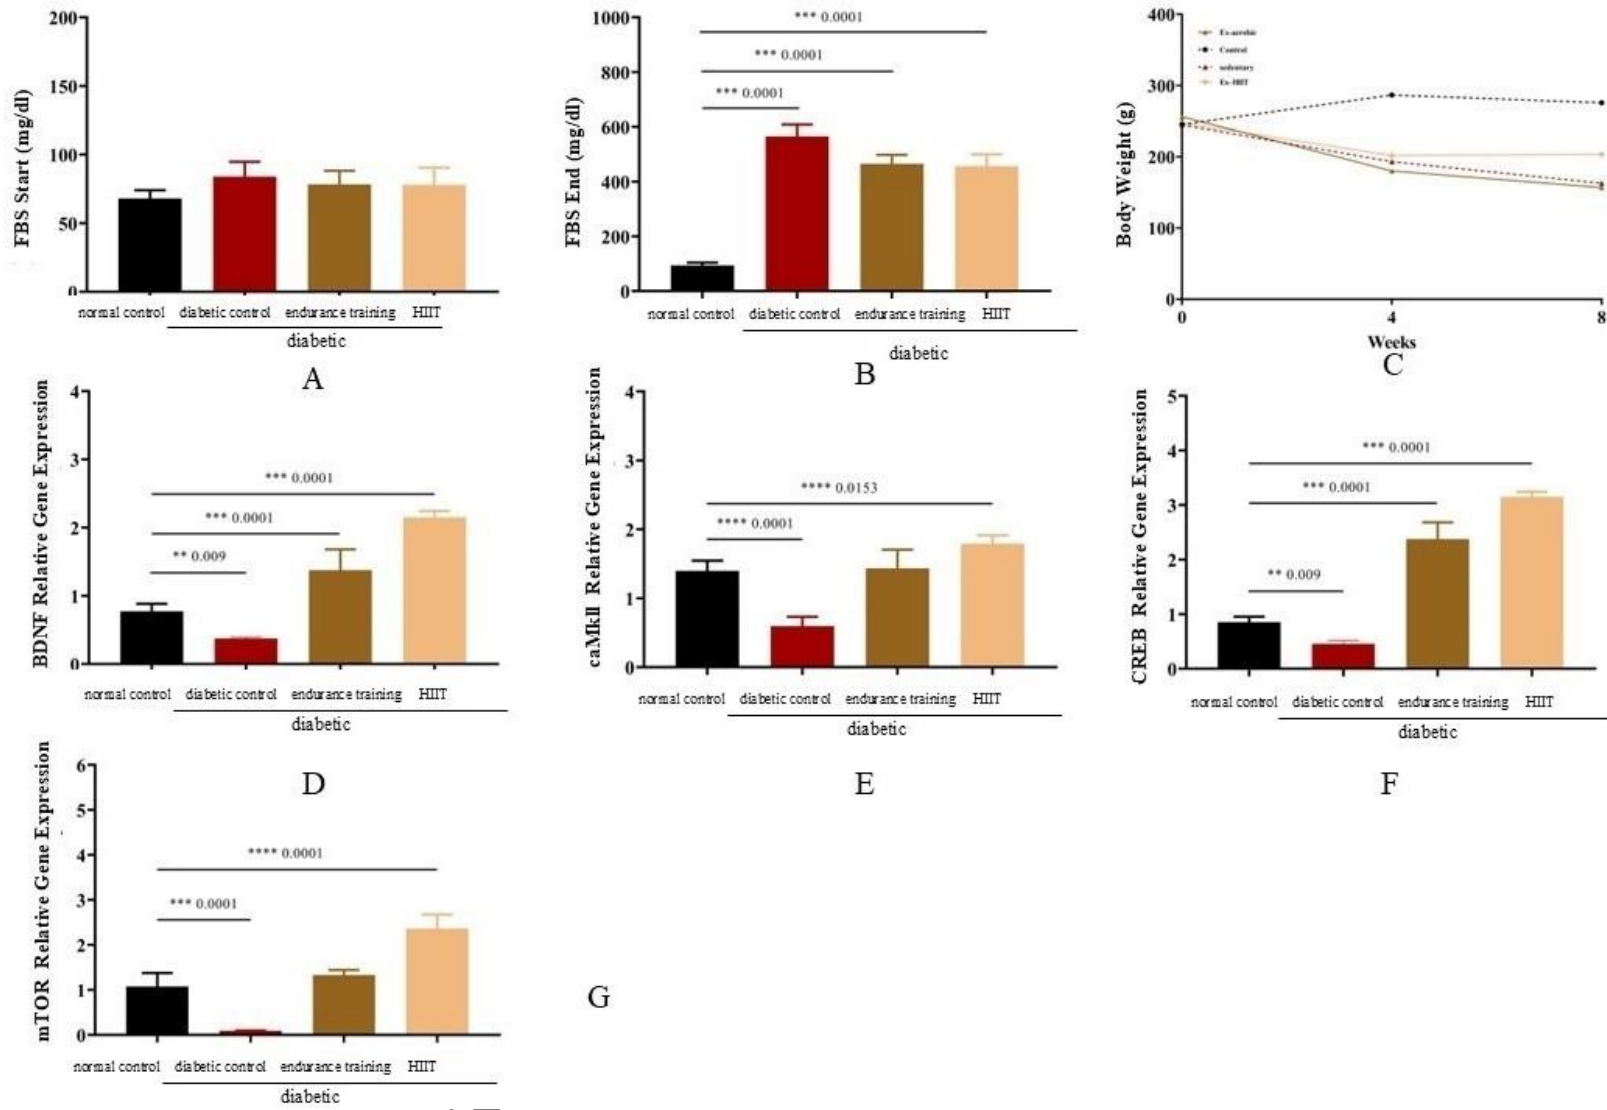 FBS Start (mg/dl)
200
150
100
50
0
normal control diabetic control endurance training HIIT
diabetic
A
FBS End (mg/dl)
1000
800
600
400
200
0
*** 0.0001
*** 0.0001
*** 0.0001
normal control diabetic control endurance training HIIT
diabetic
B
Body Weight (g)
400
300
200
100
0
Ex-aerobic
Control
sedentary
Ex-HIIT
0 4 8
Weeks
C
BDNF Relative Gene Expression
4
3
2
1
0
*** 0.0001
*** 0.0001
** 0.009
normal control diabetic control endurance training HIIT
diabetic
D
caMkll Relative Gene Expression
4
3
2
1
0
**** 0.0153
**** 0.0001
normal control diabetic control endurance training HIIT
diabetic
E
CREB Relative Gene Expression
5
4
3
2
1
0
*** 0.0001
*** 0.0001
** 0.009
normal control diabetic control endurance training HIIT
diabetic
F
mTOR Relative Gene Expression
6
5
4
3
2
1
0
**** 0.0001
*** 0.0001
normal control diabetic control endurance training HIIT
diabetic
G